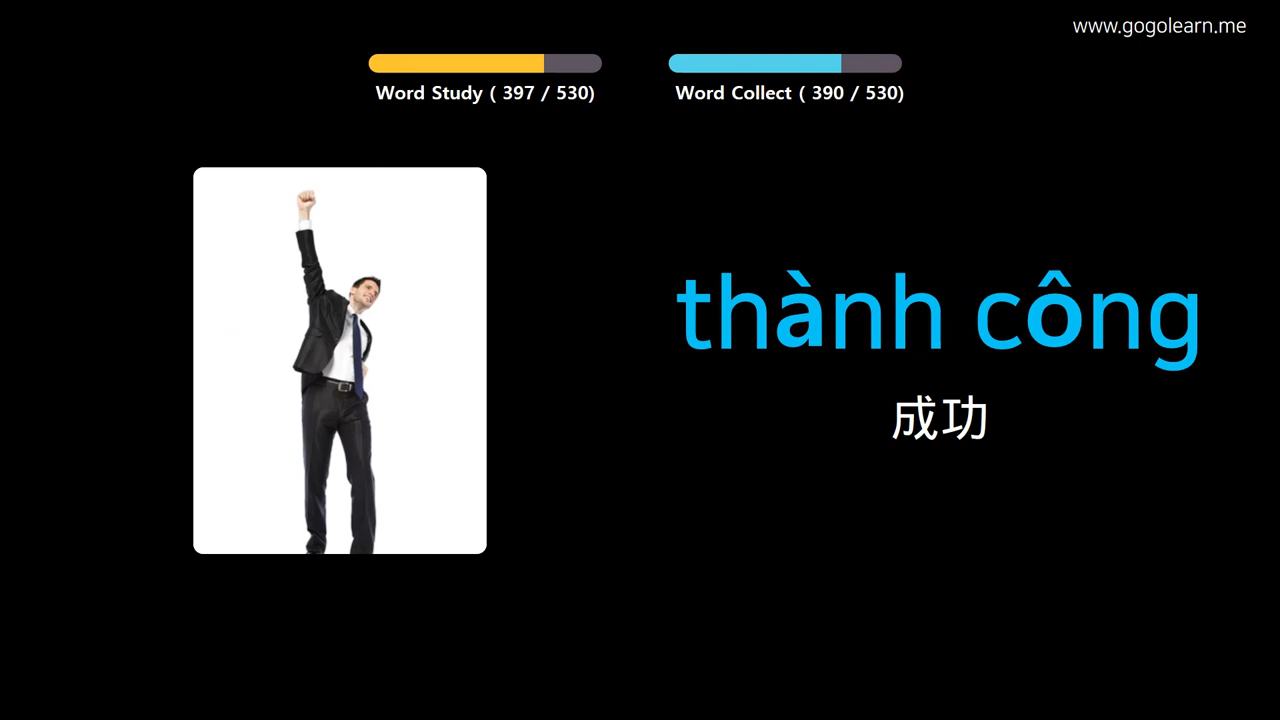 www.gogolearn.me
Word Study ( 397 / 530)
Word Collect ( 390 / 530)
thành công
成功